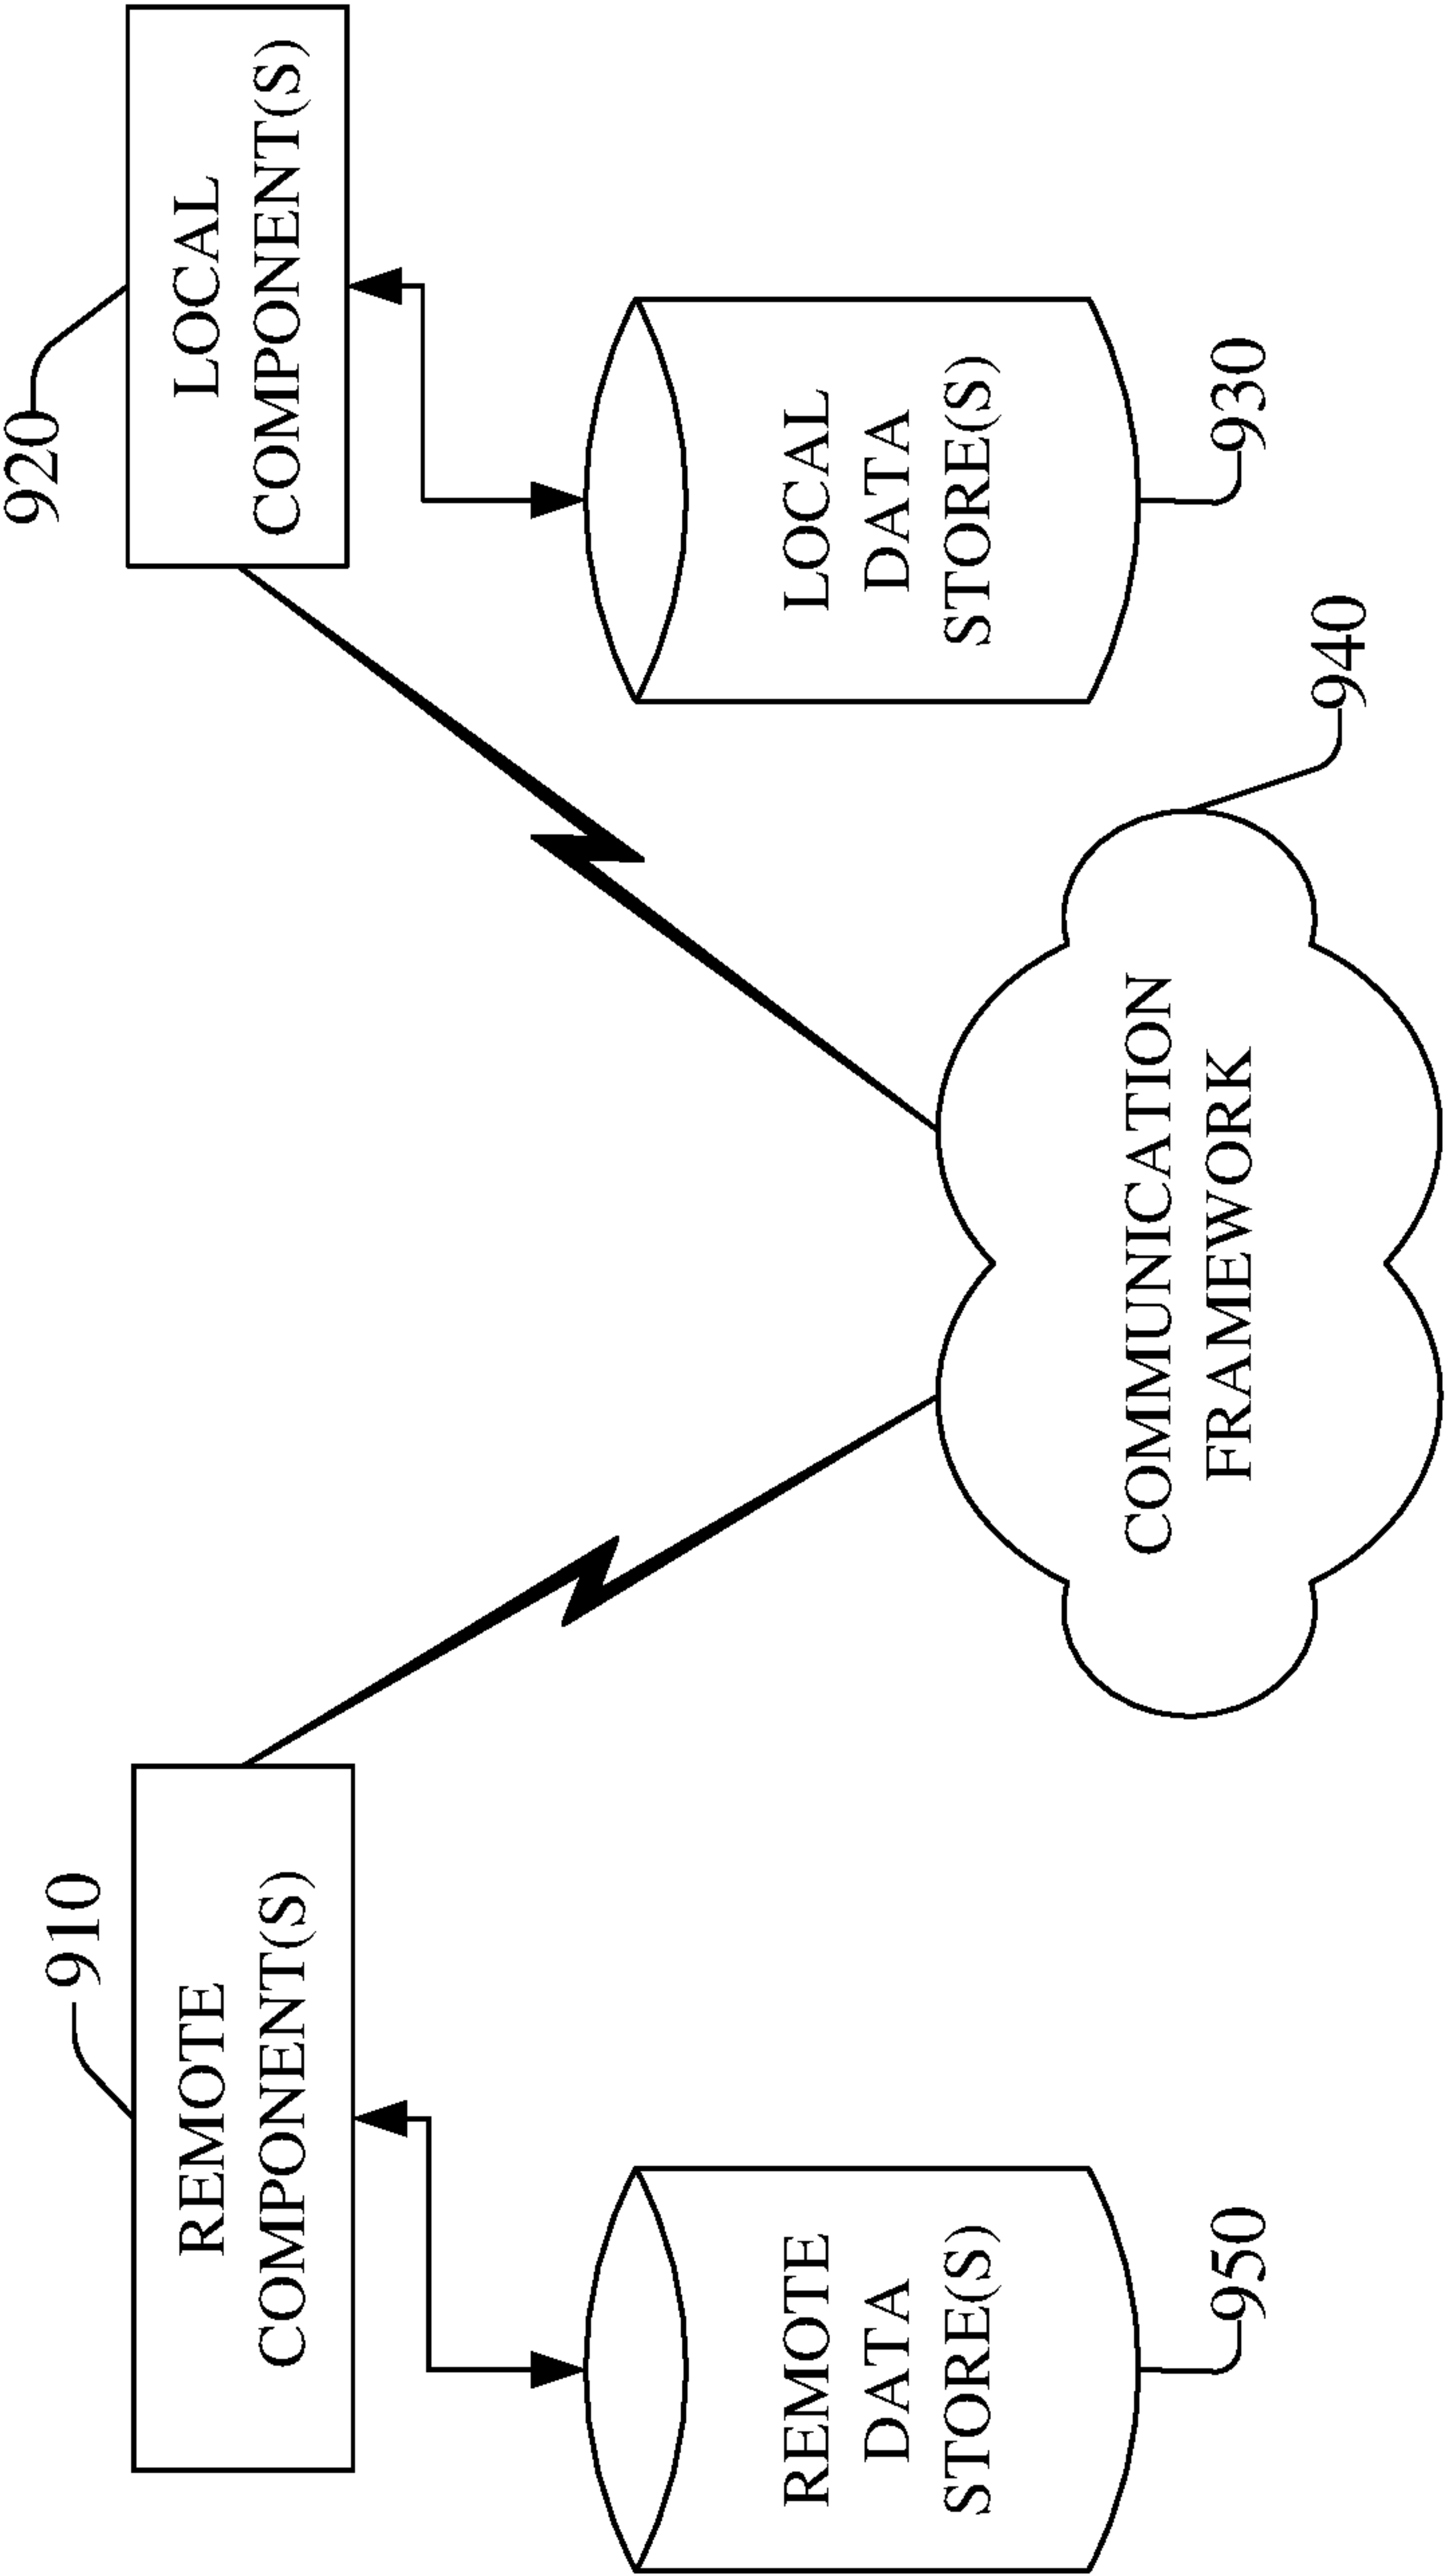 910
REMOTE
COMPONENT(S)
920
LOCAL
COMPONENT(S)
REMOTE
DATA
STORE(S)
950
COMMUNICATION
FRAMEWORK
940
LOCAL
DATA
STORE(S)
930